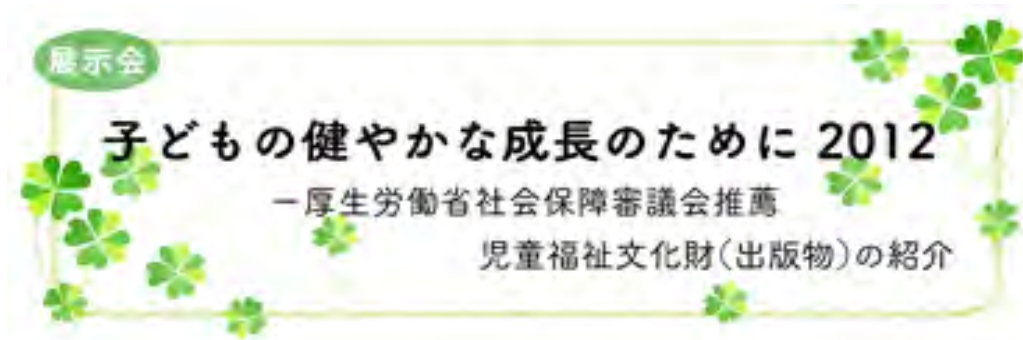 展示会
子どもの健やかな成長のために 2012
－厚生労働省社会保障審議会推薦
児童福祉文化財（出版物）の紹介